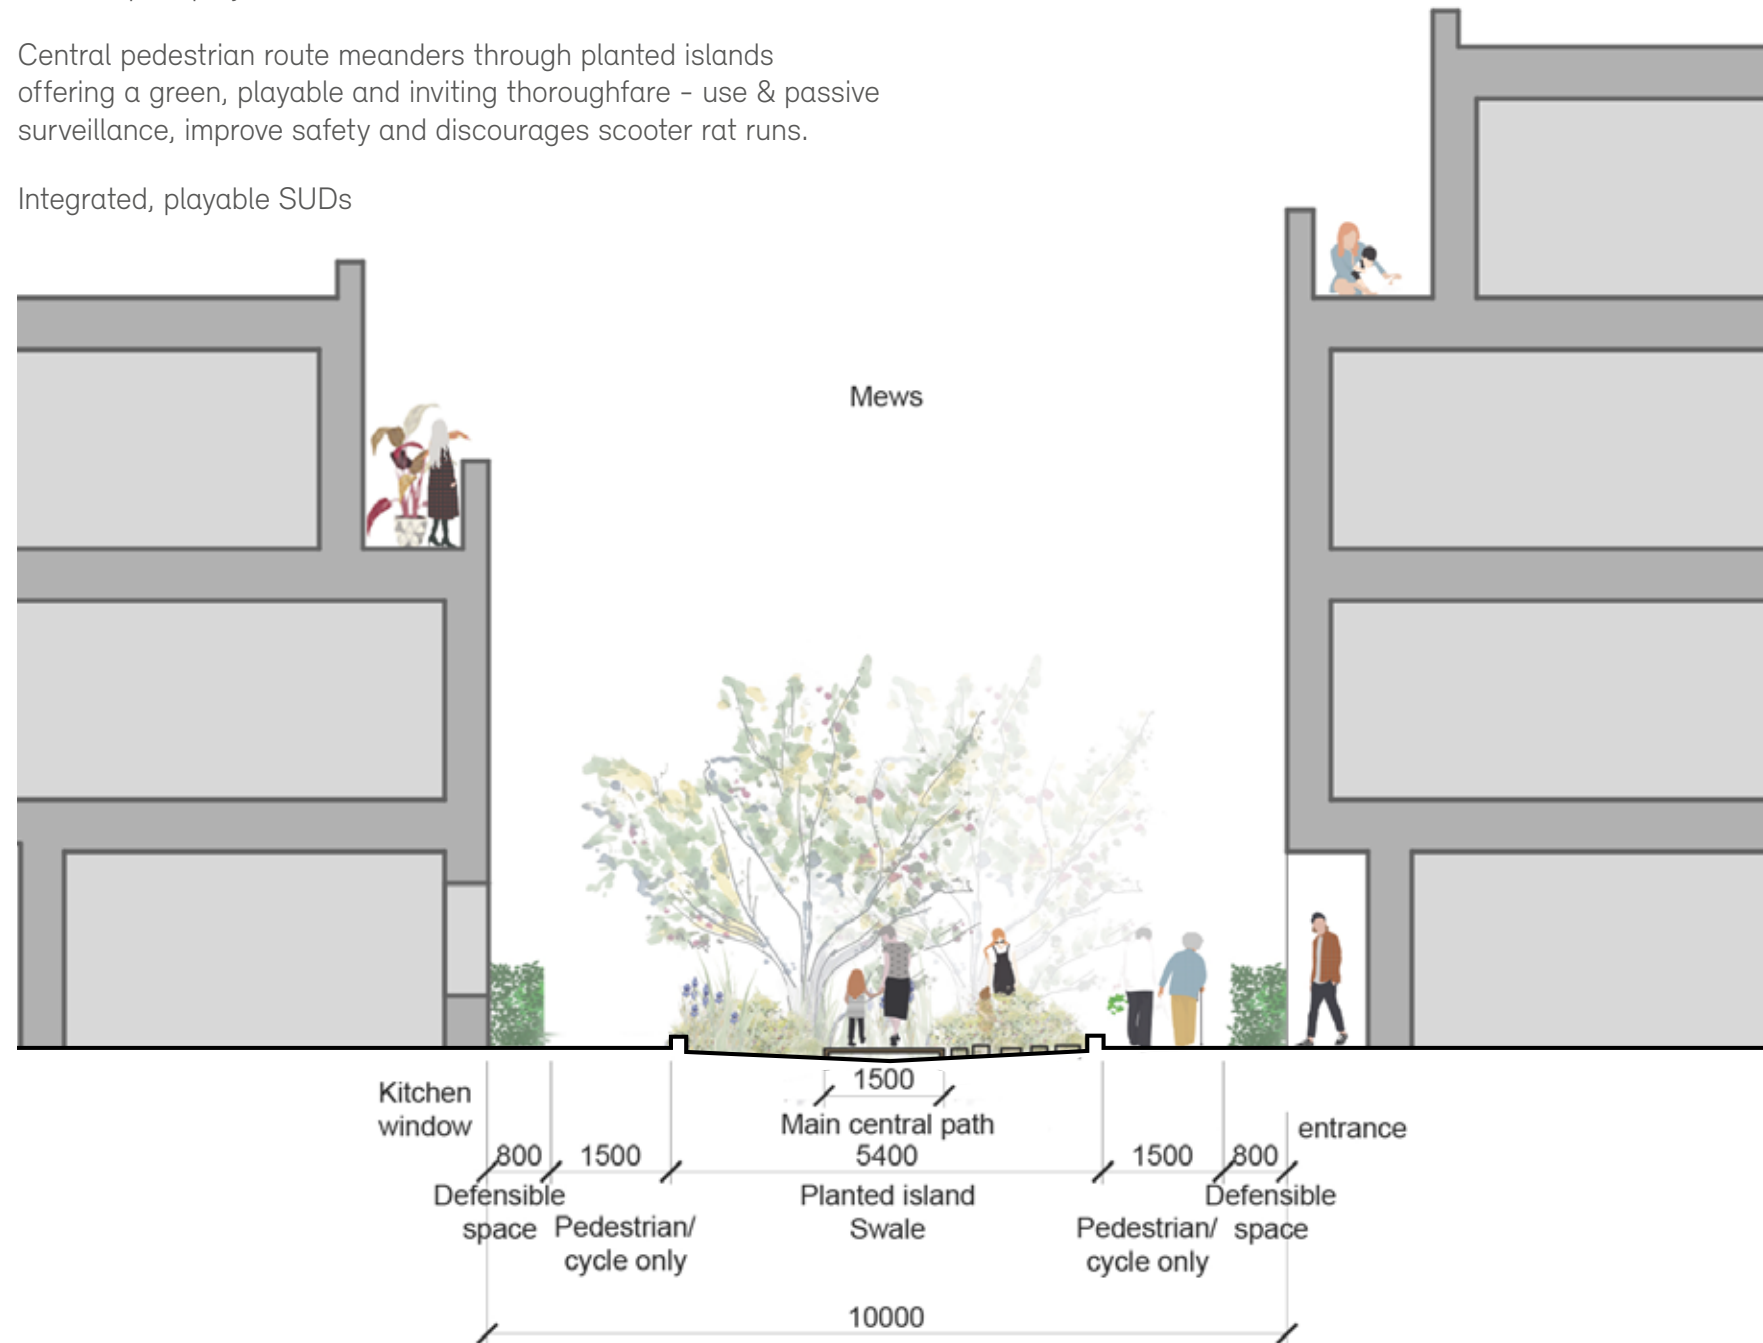 Central pedestrian route meanders through planted islands
offering a green, playable and inviting thoroughfare - use & passive
surveillance, improve safety and discourages scooter rat runs.
Integrated, playable SUDs
Mews
Kitchen
window
1500
Main central path
entrance
800
1500
5400
1500
800
Defensible
space
Pedestrian/
cycle only
Planted island
Swale
Pedestrian/
cycle only
Defensible
space
10000